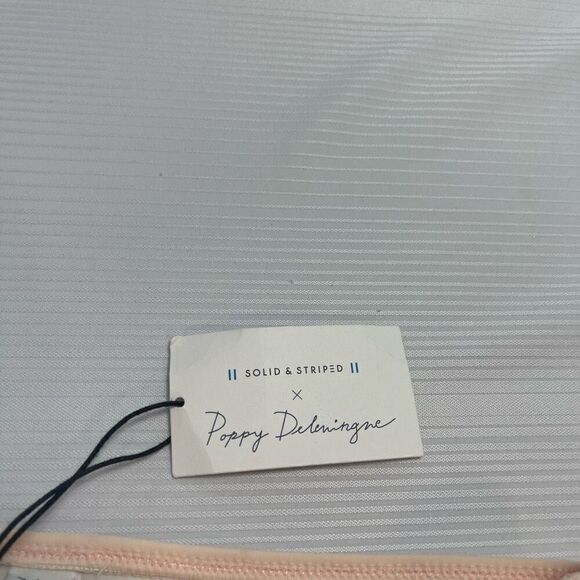 || SOLID & STRIPED ||
×
Poppy Delevingne